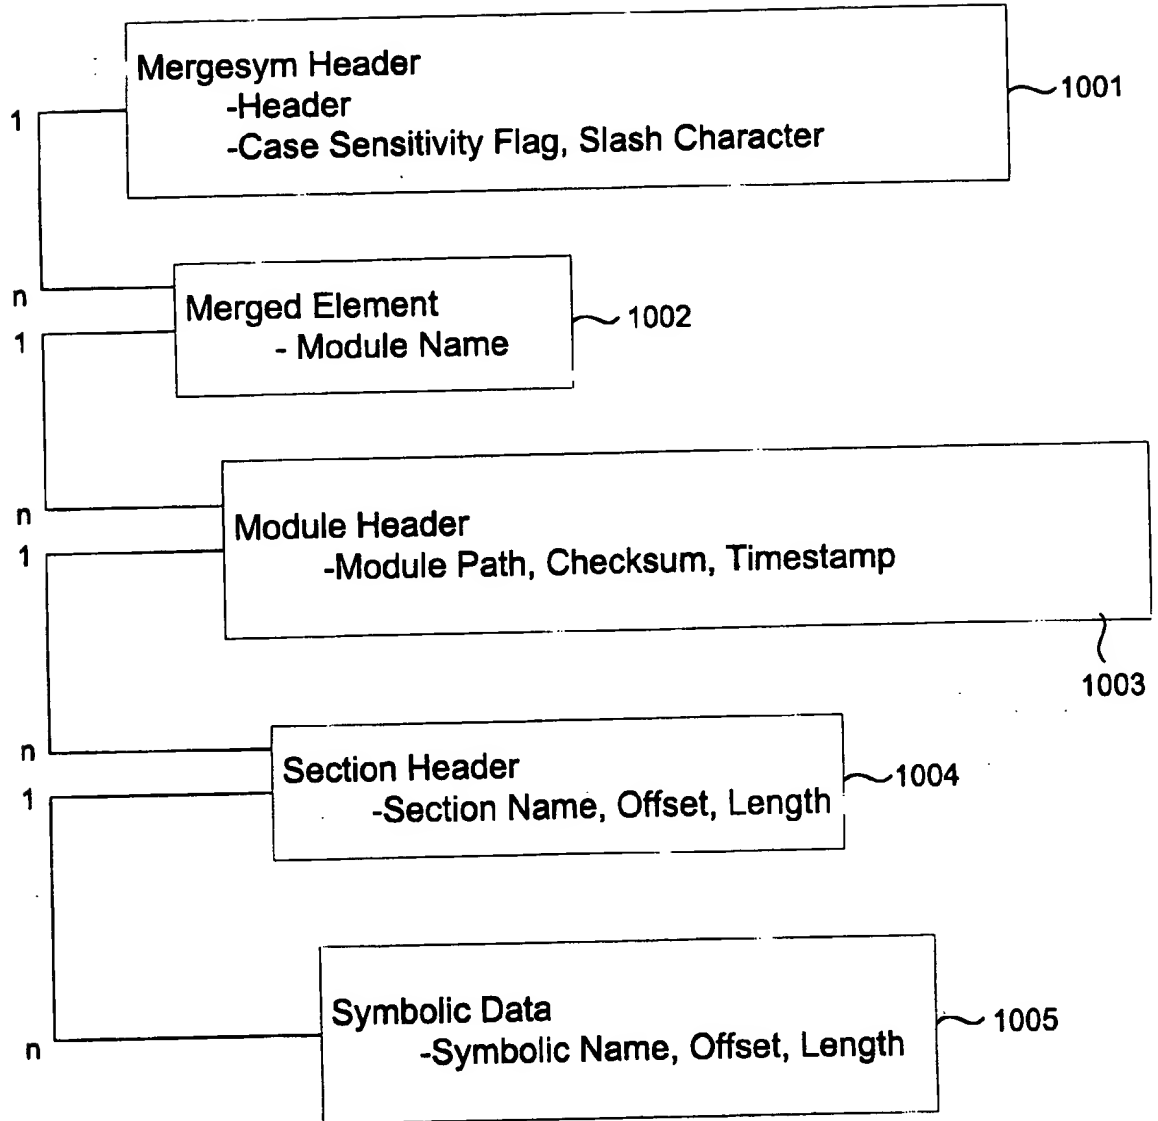 Mergesym Header
-Header
-Case Sensitivity Flag, Slash Character
1001
1
n
Merged Element
- Module Name
1002
1
n
Module Header
-Module Path, Checksum, Timestamp
1003
1
n
Section Header
-Section Name, Offset, Length
1004
1
n
Symbolic Data
-Symbolic Name, Offset, Length
1005